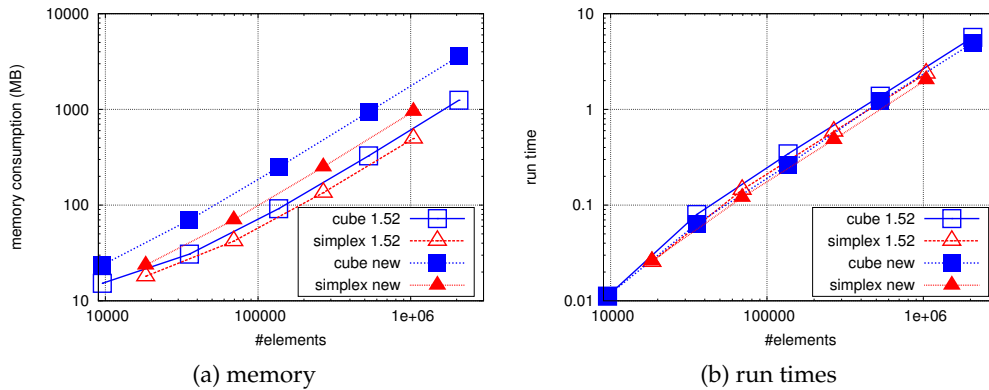 10000
1000
100
10
memory consumption (MB)
10000
100000
1e+06
#elements
cube 1.52
simplex 1.52
cube new
simplex new
(a) memory
10
1
0.1
0.01
run time
10000
100000
1e+06
#elements
cube 1.52
simplex 1.52
cube new
simplex new
(b) run times